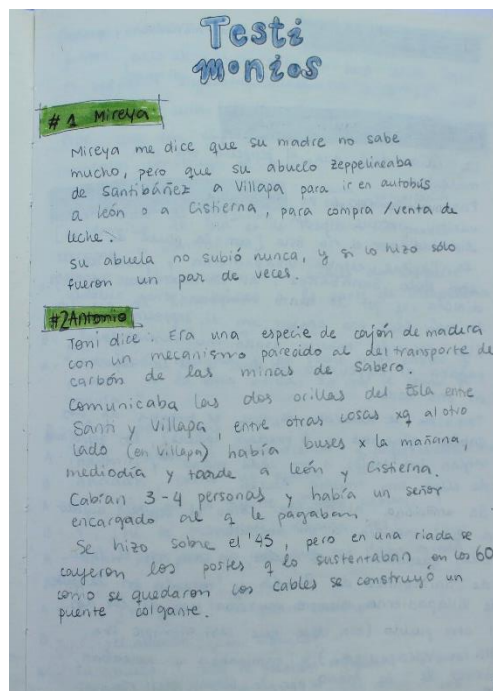 Testi
monios
#1 Mireya
Mireya me dice que su madre no sabe
mucho, pero que su abuelo zeppelineaba
de Santibáñez a Villapa para ir en autobús
a león o a Cistierna, para compra/venta de
leche.
su abuela no subió nunca, y si lo hizo sólo
fueron un par de veces.
#2 Antonio
Toni dice: Era una especie de cajón de madera
con un mecanismo parecido al del transporte de
carbón de las minas de Sabero.
Comunicaba las dos orillas del Esla entre
Santi y Villapa, entre otras cosas xq al otro
lado (en Villapa) había buses x la mañana,
mediodía y tarde a león y Cistierna.
Cabían 3-4 personas y había un señor
encargado al q le pagaban.
Se hizo sobre el '45, pero en una riada se
cayeron los postes q lo sustentaban, en los 60
como se quedaron los cables se construyó un
puente colgante.